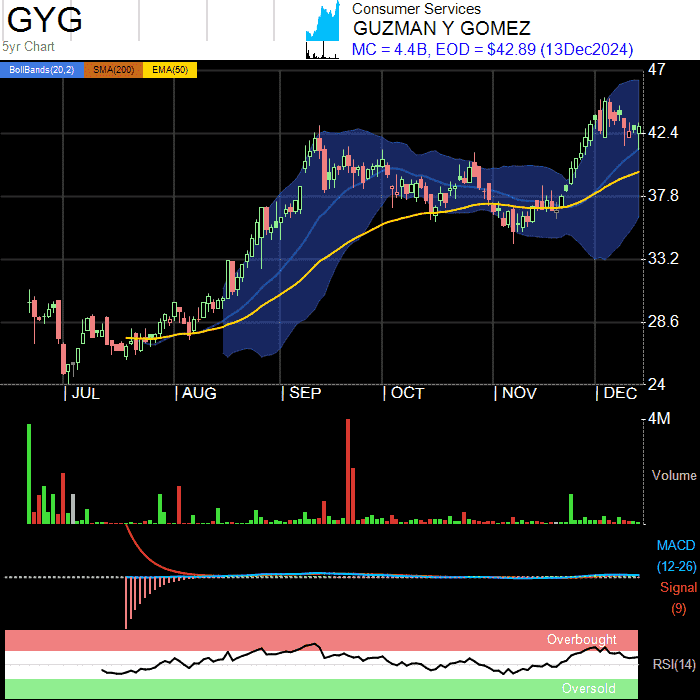 GYG
5yr Chart
Consumer Services
GUZMAN Y GOMEZ
MC = 4.4B, EOD = $42.89 (13Dec2024)
BollBands(20,2) SMA(200) EMA(50)
47
42.4
37.8
33.2
28.6
24
JUL AUG SEP OCT NOV DEC
4M
Volume
MACD
(12-26)
Signal
(9)
Overbought
RSI(14)
Oversold